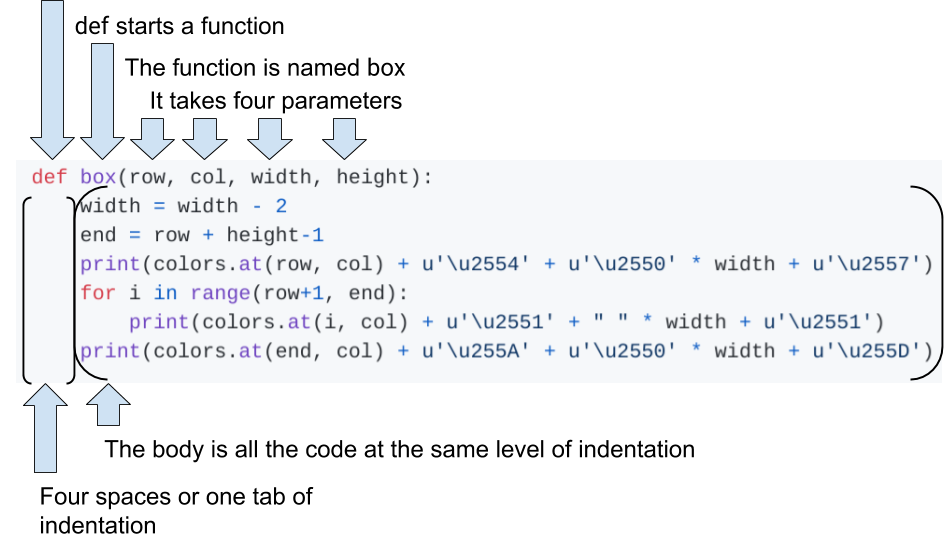 def starts a function
The function is named box
It takes four parameters
def box(row, col, width, height):
    width = width - 2
    end = row + height-1
    print(colors.at(row, col) + u'\u2554' + u'\u2550' * width + u'\u2557')
    for i in range(row+1, end):
        print(colors.at(i, col) + u'\u2551' + " " * width + u'\u2551')
    print(colors.at(end, col) + u'\u255A' + u'\u2550' * width + u'\u255D')
The body is all the code at the same level of indentation
Four spaces or one tab of
indentation